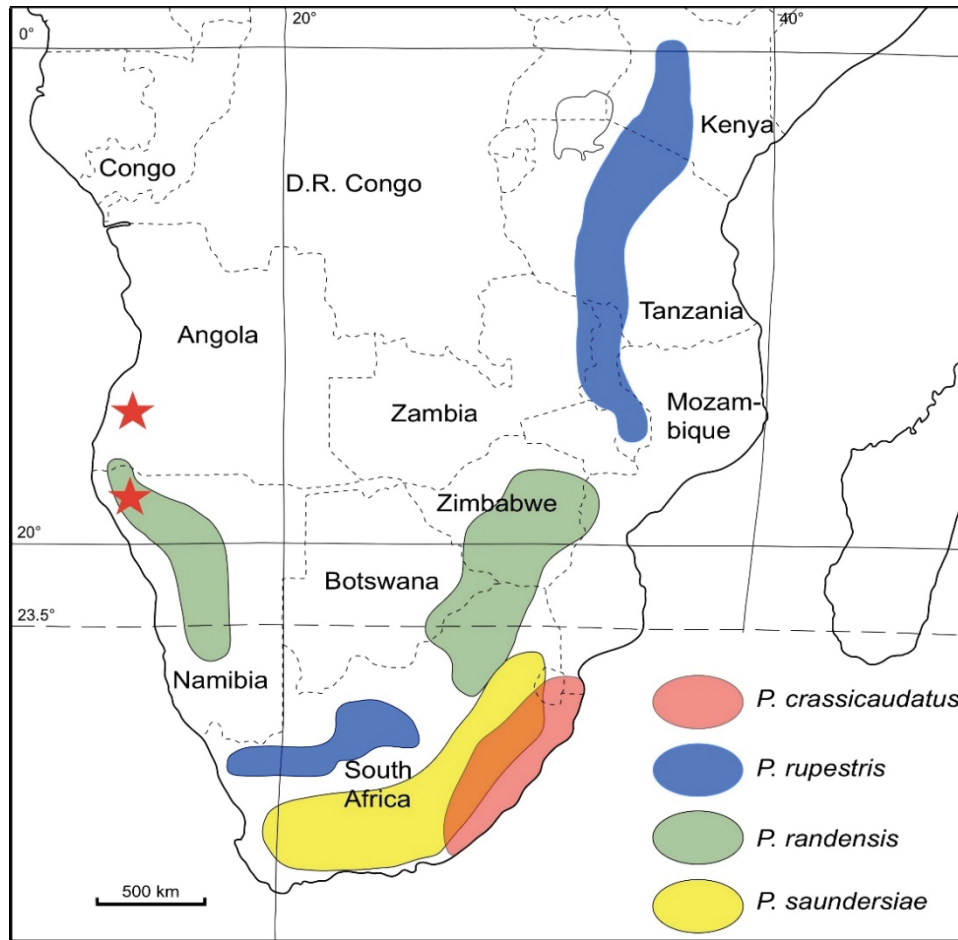 20°
40°
0°
Kenya
Congo
D.R. Congo
Tanzania
Angola
Zambia
Mozam-
bique
Zimbabwe
20°
Botswana
23.5°
Namibia
P. crassicaudatus
South
Africa
P. rupestris
P. randensis
500 km
P. saundersiae